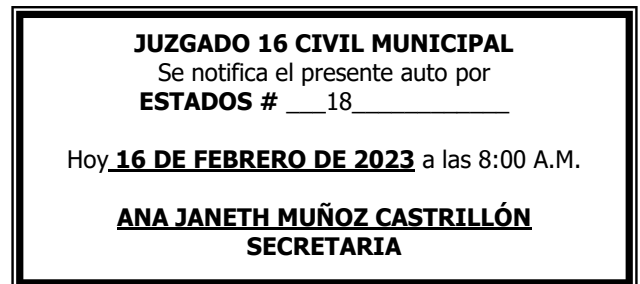 JUZGADO 16 CIVIL MUNICIPAL
Se notifica el presente auto por
ESTADOS # ___18____________
Hoy 16 DE FEBRERO DE 2023 a las 8:00 A.M.
ANA JANETH MUÑOZ CASTRILLÓN
SECRETARIA